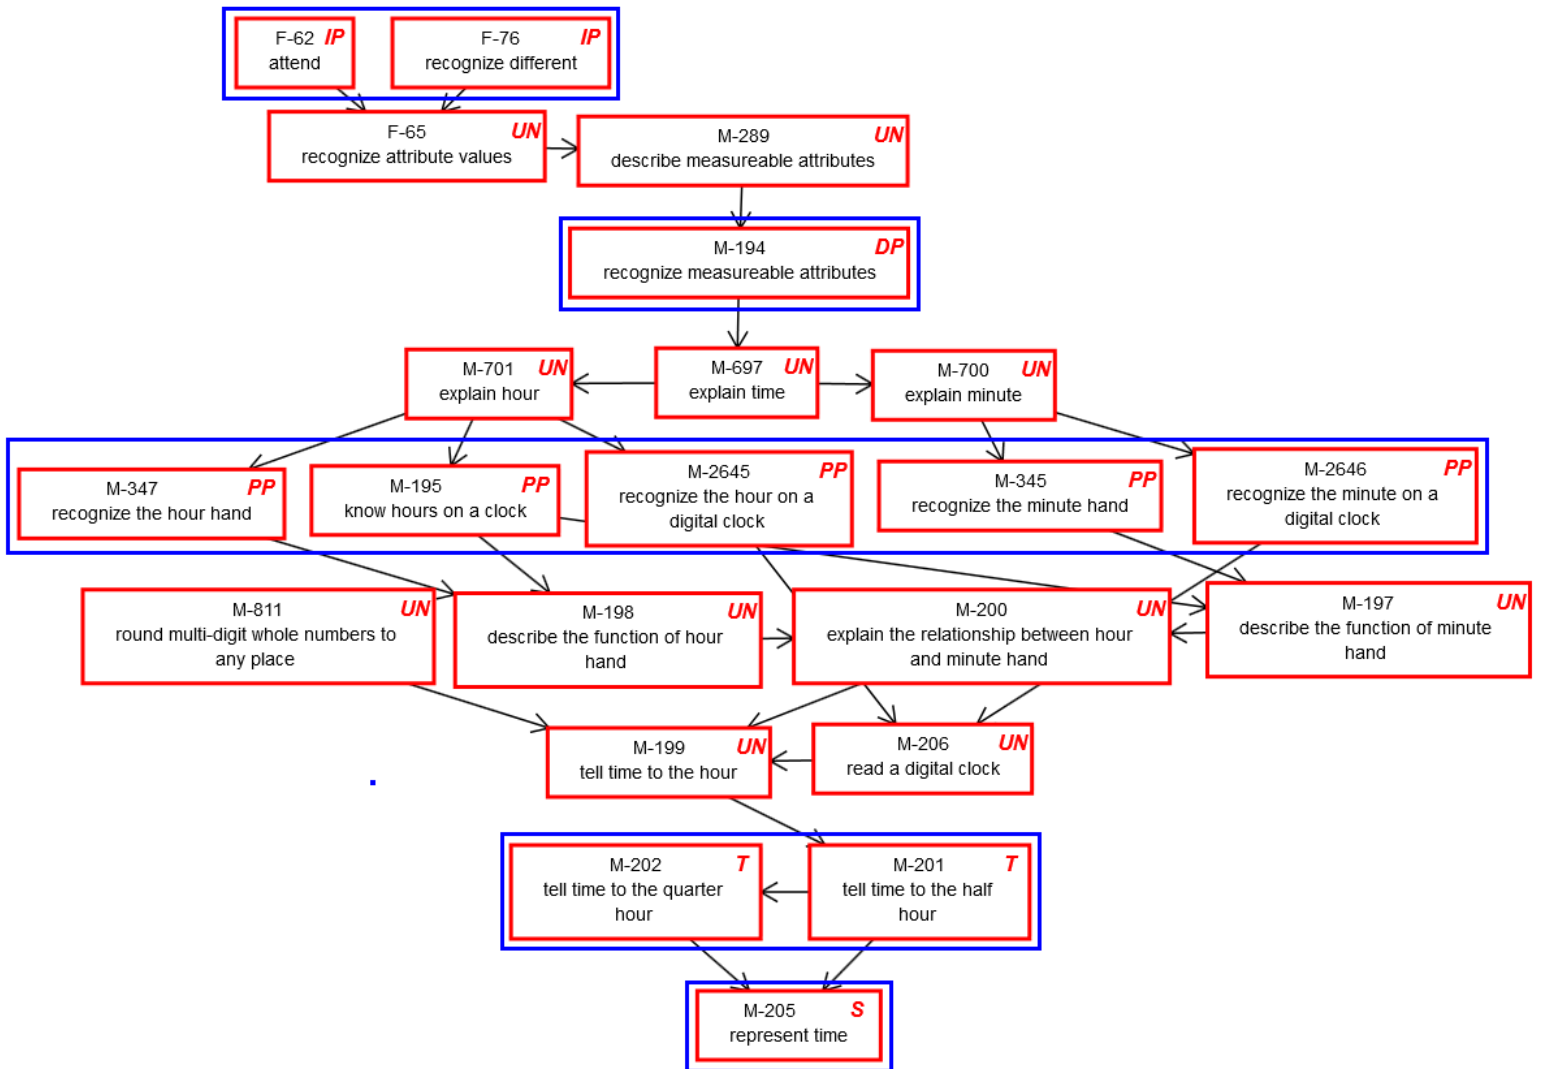 F-62 IP
attend
F-76 IP
recognize different
F-65 UN
recognize attribute values
M-289 UN
describe measureable attributes
M-194 DP
recognize measureable attributes
M-701 UN
explain hour
M-697 UN
explain time
M-700 UN
explain minute
M-347 PP
recognize the hour hand
M-195 PP
know hours on a clock
M-2645 PP
recognize the hour on a
digital clock
M-345 PP
recognize the minute hand
M-2646 PP
recognize the minute on a
digital clock
M-811 UN
round multi-digit whole numbers to
any place
M-198 UN
describe the function of hour
hand
M-200 UN
explain the relationship between hour
and minute hand
M-197 UN
describe the function of minute
hand
M-199 UN
tell time to the hour
M-206 UN
read a digital clock
M-202 T
tell time to the quarter
hour
M-201 T
tell time to the half
hour
M-205 S
represent time